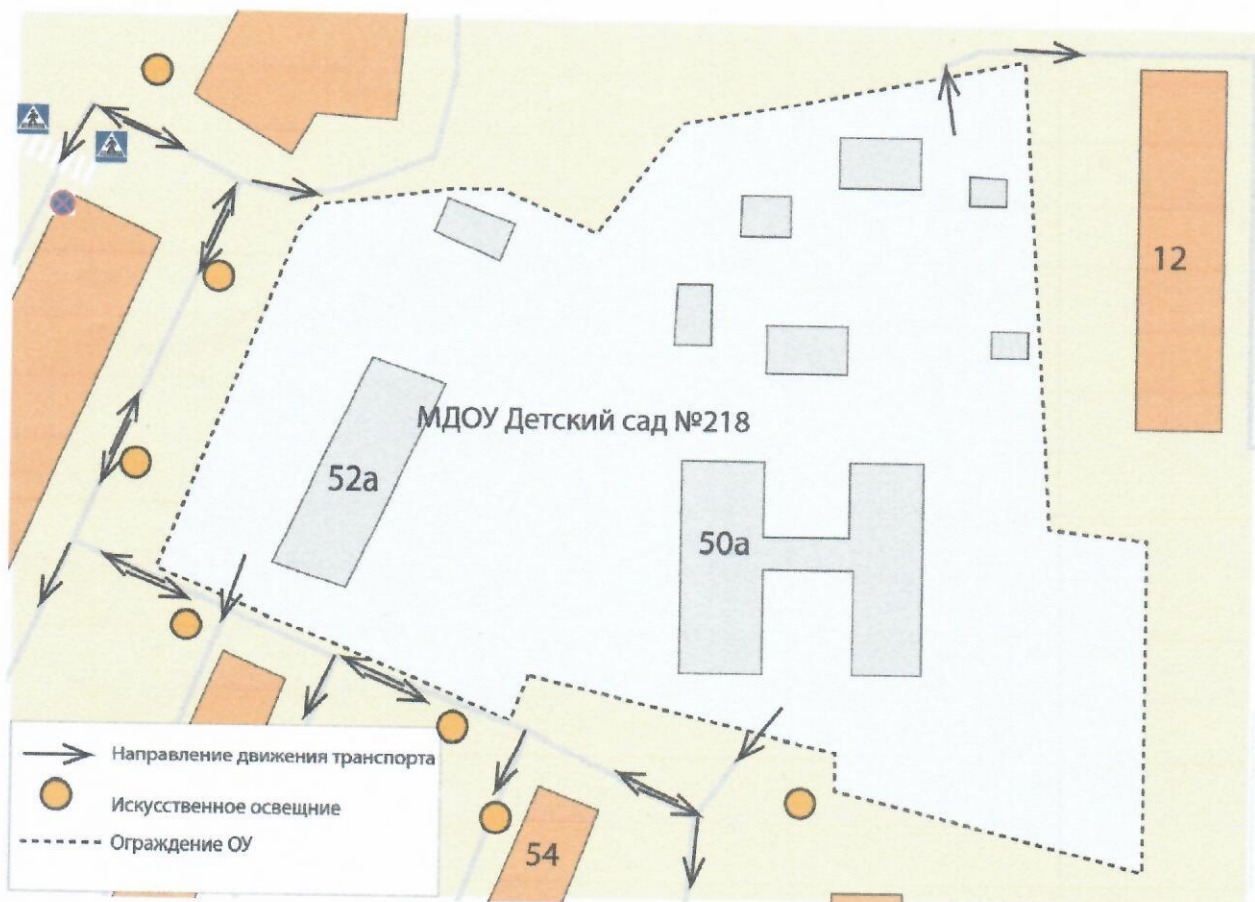 12
МДОУ Детский сад №218
52а
50а
Направление движения транспорта
Искусственное освещние
Ограждение ОУ
54